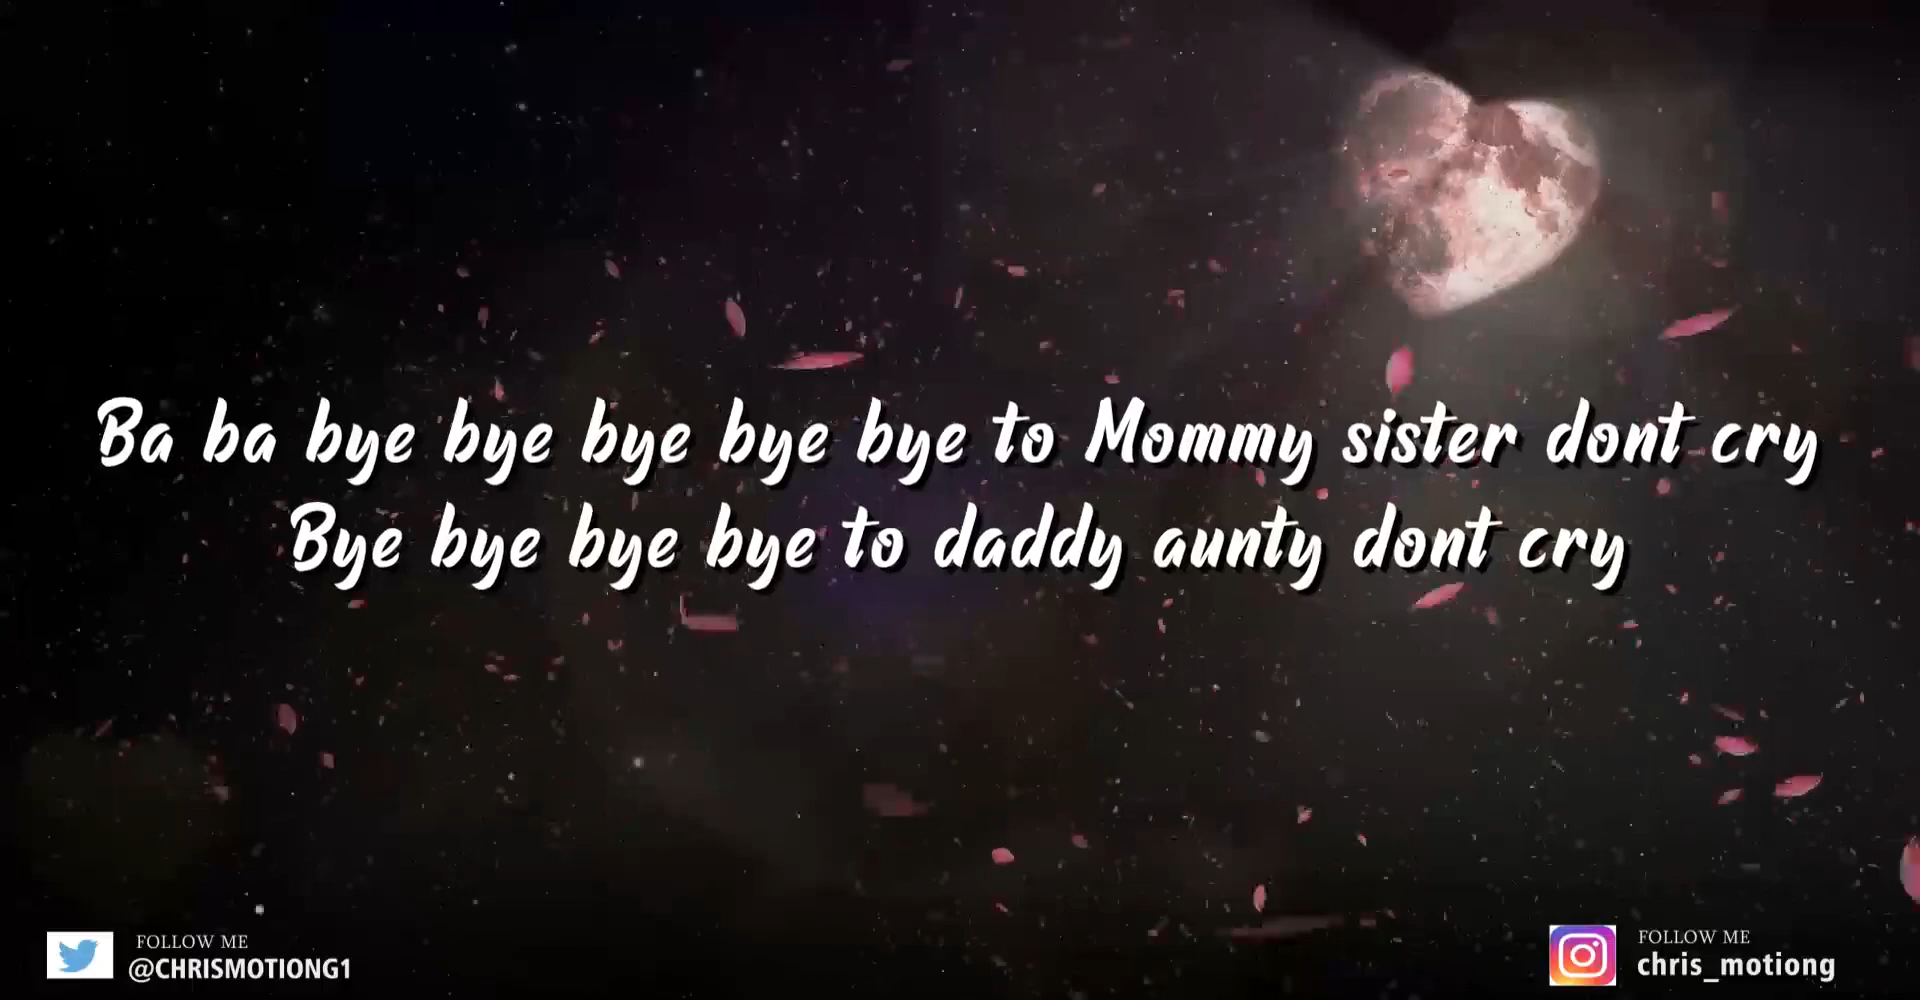 Ba ba bye bye bye bye bye to Mommy sister dont cry
Bye bye bye bye to daddy aunty dont cry
FOLLOW ME
@CHRISMOTIONG1
FOLLOW ME
chris_motiong